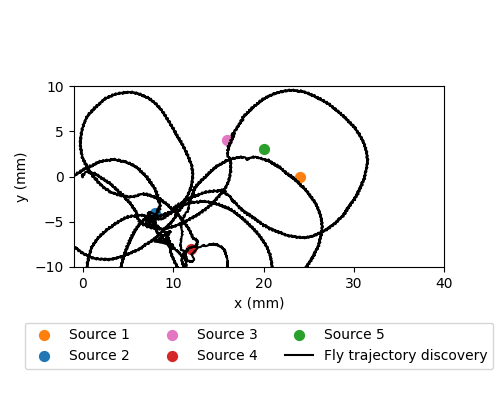 10
5
0
−5
−10
y (mm)
0 10 20 30 40
x (mm)
Source 1 Source 3 Source 5
Source 2 Source 4 Fly trajectory discovery